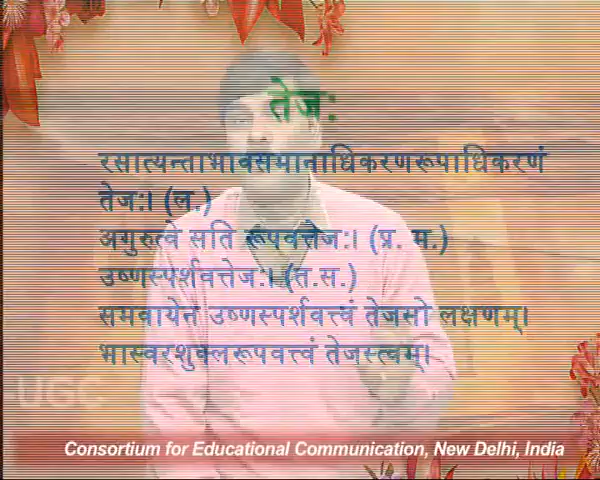 तेजः
रसात्यन्ताभावसमानाधिकरणरूपाधिकरणं
तेजः। (ल.)
अगुरुत्वे सति रूपवत्तेजः। (प्र. म.)
उष्णस्पर्शवत्तेजः। (त.स.)
समवायेन उष्णस्पर्शवत्त्वं तेजसो लक्षणम्।
भास्वरशुक्लरूपवत्त्वं तेजस्त्वम्।
UGC
Consortium for Educational Communication, New Delhi, India